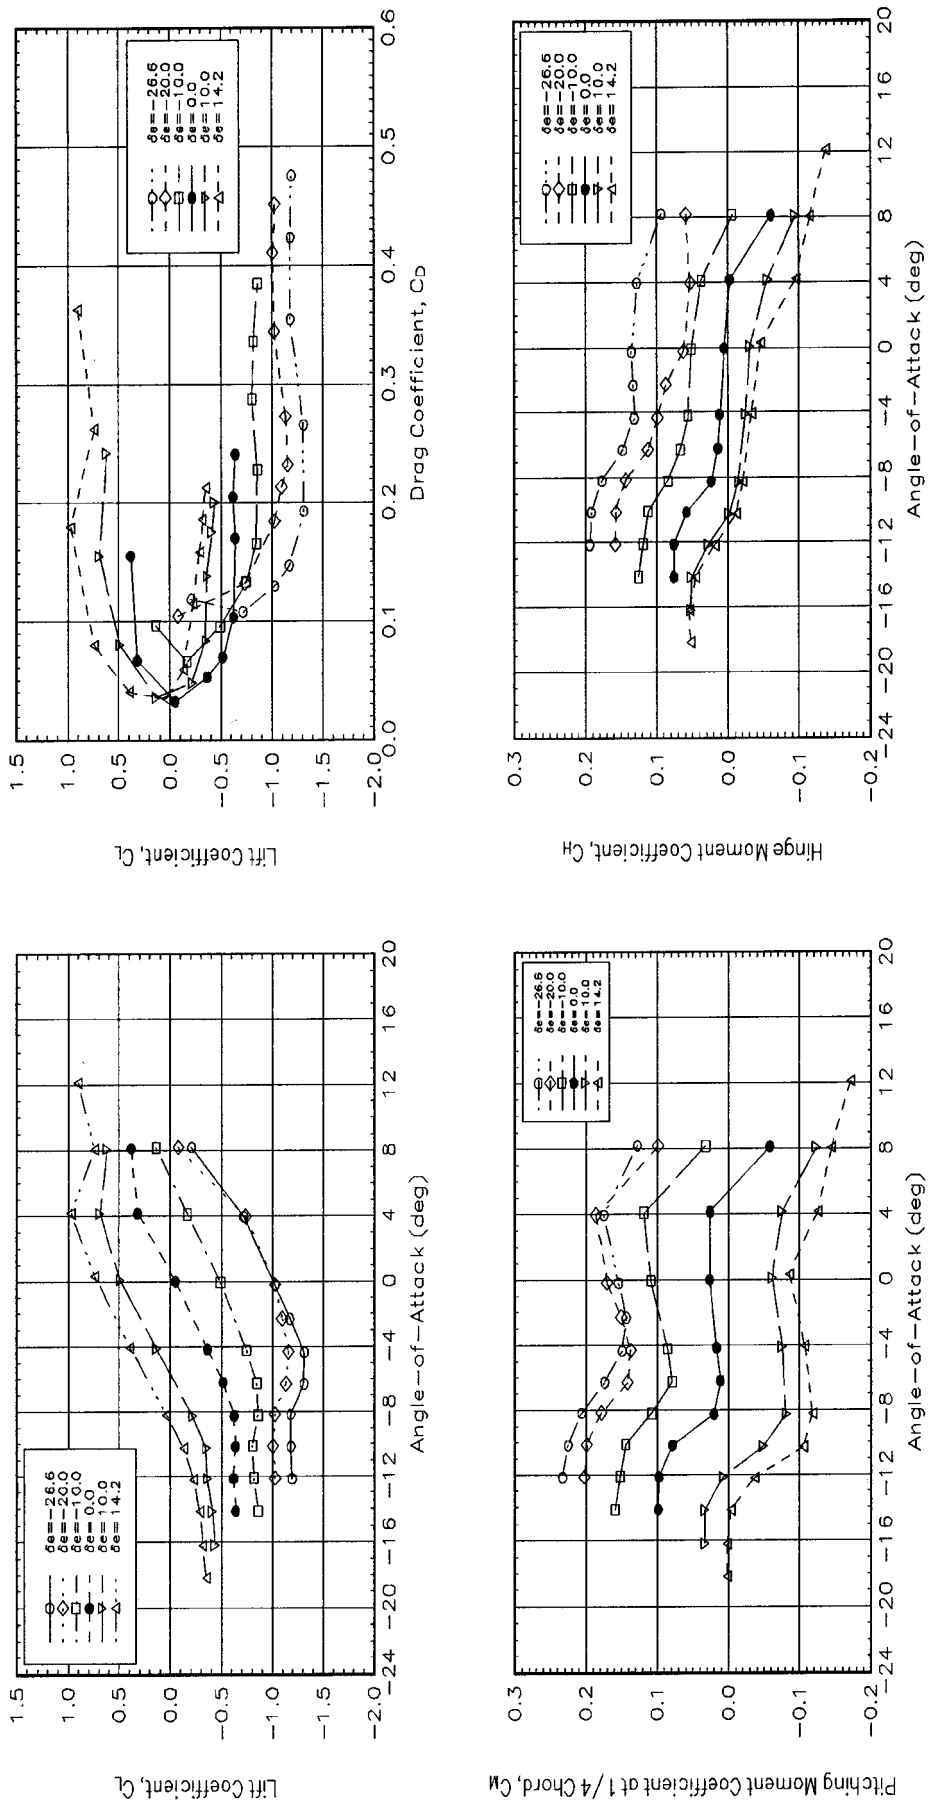 Lift Coefficient, CL
1.5
1.0
0.5
0.0
−0.5
−1.0
−1.5
−2.0
δe=−26.6
δe=−20.0
δe=−10.0
δe=0.0
δe=10.0
δe=14.2
−24 −20 −16 −12 −8 −4 0 4 8 12 16 20
Angle−of−Attack (deg)
Lift Coefficient, CL
1.5
1.0
0.5
0.0
−0.5
−1.0
−1.5
−2.0
δe=−26.6
δe=−20.0
δe=−10.0
δe=0.0
δe=10.0
δe=14.2
0.0 0.1 0.2 0.3 0.4 0.5 0.6
Drag Coefficient, CD
Pitching Moment Coefficient at 1/4 Chord, CM
0.3
0.2
0.1
0.0
−0.1
−0.2
δe=−26.6
δe=−20.0
δe=−10.0
δe=0.0
δe=10.0
δe=14.2
−24 −20 −16 −12 −8 −4 0 4 8 12 16 20
Angle−of−Attack (deg)
Hinge Moment Coefficient, CH
0.3
0.2
0.1
0.0
−0.1
−0.2
δe=−26.6
δe=−20.0
δe=−10.0
δe=0.0
δe=10.0
δe=14.2
−24 −20 −16 −12 −8 −4 0 4 8 12 16 20
Angle−of−Attack (deg)